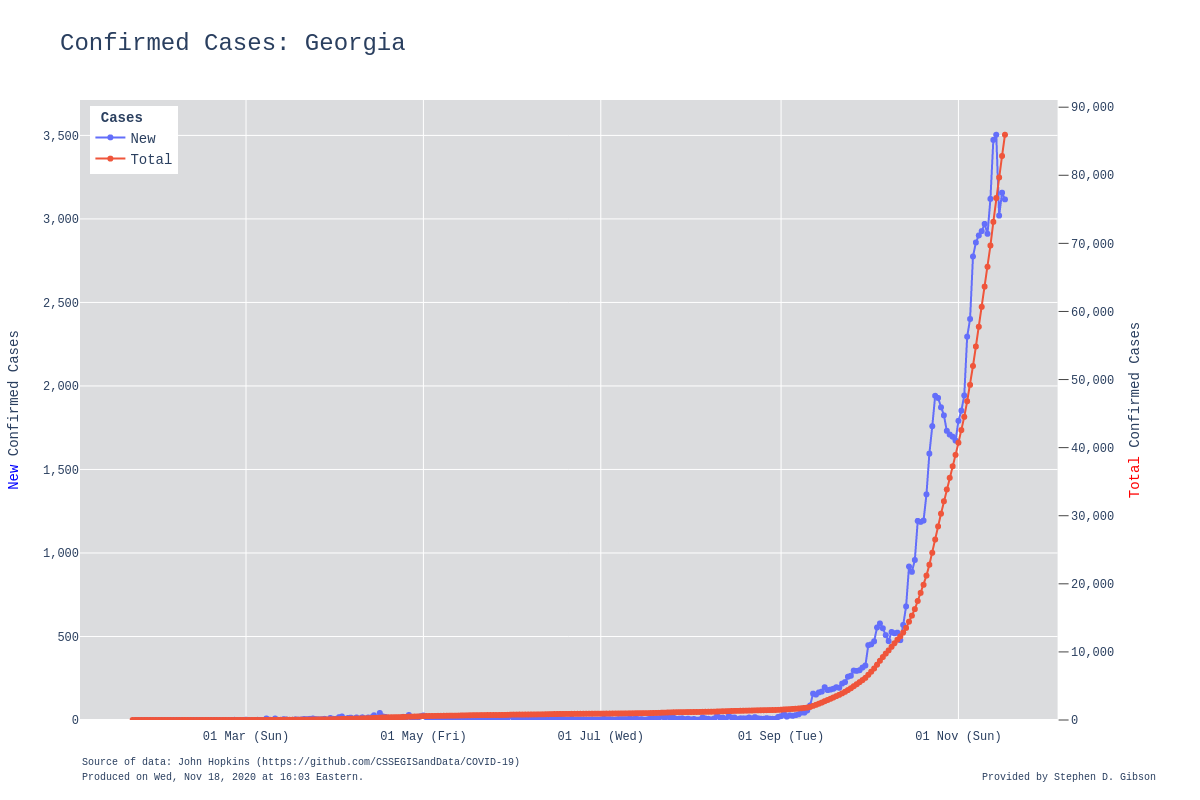 Confirmed Cases: Georgia
Cases
New
Total
3,500
3,000
2,500
2,000
1,500
1,000
500
0
New Confirmed Cases
90,000
80,000
70,000
60,000
50,000
40,000
30,000
20,000
10,000
0
Total Confirmed Cases
01 Mar (Sun) 01 May (Fri) 01 Jul (Wed) 01 Sep (Tue) 01 Nov (Sun)
Source of data: John Hopkins (https://github.com/CSSEGISandData/COVID-19)
Produced on Wed, Nov 18, 2020 at 16:03 Eastern.
Provided by Stephen D. Gibson